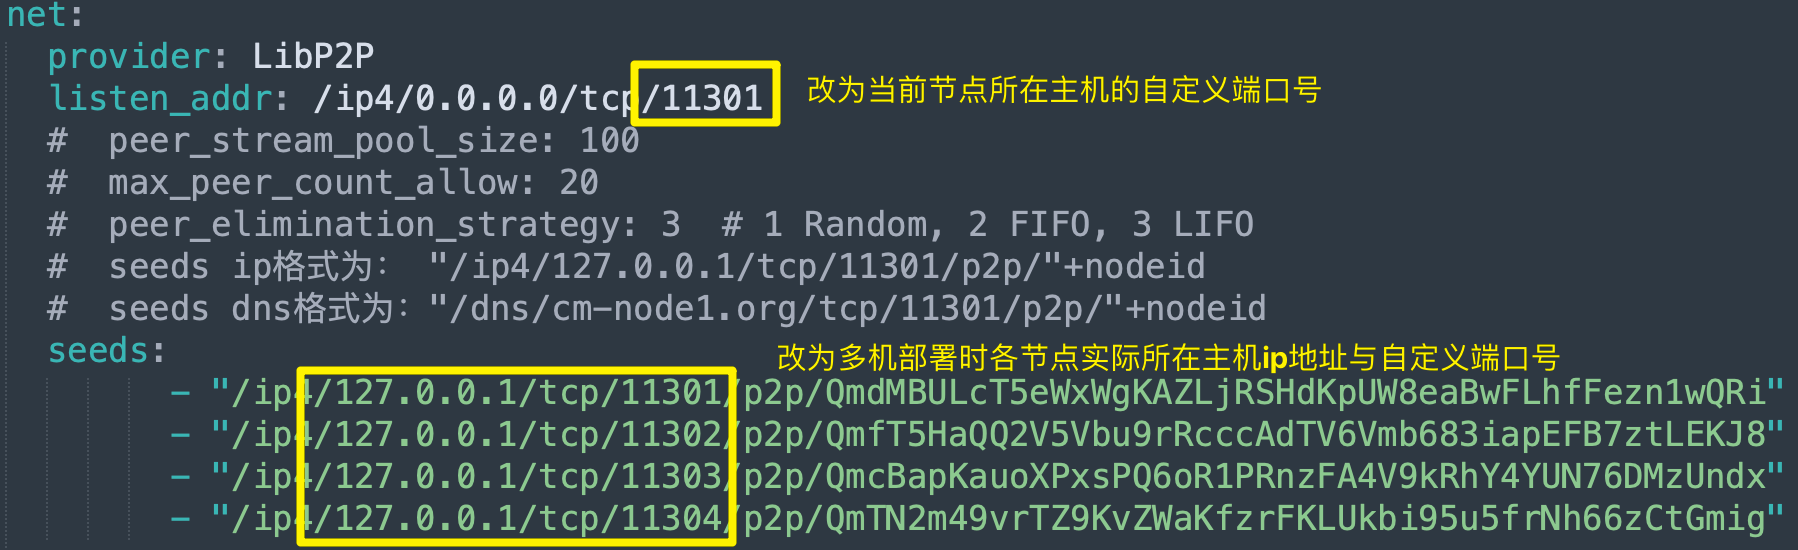 net:
provider: LibP2P
listen_addr: /ip4/0.0.0.0/tcp/11301 改为当前节点所在主机的自定义端口号
# peer_stream_pool_size: 100
# max_peer_count_allow: 20
# peer_elimination_strategy: 3 # 1 Random, 2 FIFO, 3 LIFO
# seeds ip格式为: "/ip4/127.0.0.1/tcp/11301/p2p/"+nodeid
# seeds dns格式为："/dns/cm-node1.org/tcp/11301/p2p/"+nodeid
seeds:
改为多机部署时各节点实际所在主机ip地址与自定义端口号
- "/ip4/127.0.0.1/tcp/11301/p2p/QmdMBULcT5eWxWgKAZLjRSHdKpUW8eaBwFLhfFezn1wQRi"
- "/ip4/127.0.0.1/tcp/11302/p2p/QmfT5HaQQ2V5Vbu9rRcccAdTV6Vmb683iapEFB7ztLEKJ8"
- "/ip4/127.0.0.1/tcp/11303/p2p/QmcBapKauoXPxsPQ6oR1PRnzFA4V9kRhY4YUN76DMzUndx"
- "/ip4/127.0.0.1/tcp/11304/p2p/QmTN2m49vrTZ9KvZWaKfzrFKLUkbi95u5frNh66zCtGmig"